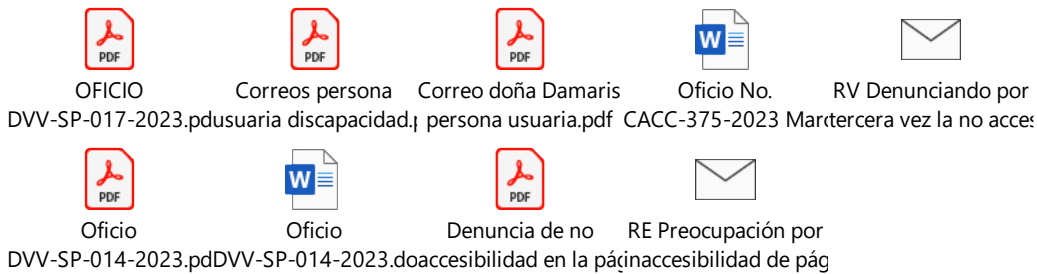 PDF PDF PDF W
OFICIO Correos persona Correo doña Damaris Oficio No. RV Denunciando por
DVV-SP-017-2023.pdusuaria discapacidad.p persona usuaria.pdf CACC-375-2023 Marctercera vez la no acces
PDF W PDF
Oficio Oficio Denuncia de no RE Preocupación por
DVV-SP-014-2023.pdDVV-SP-014-2023.doaccesibilidad en la páginaccesibilidad de pág